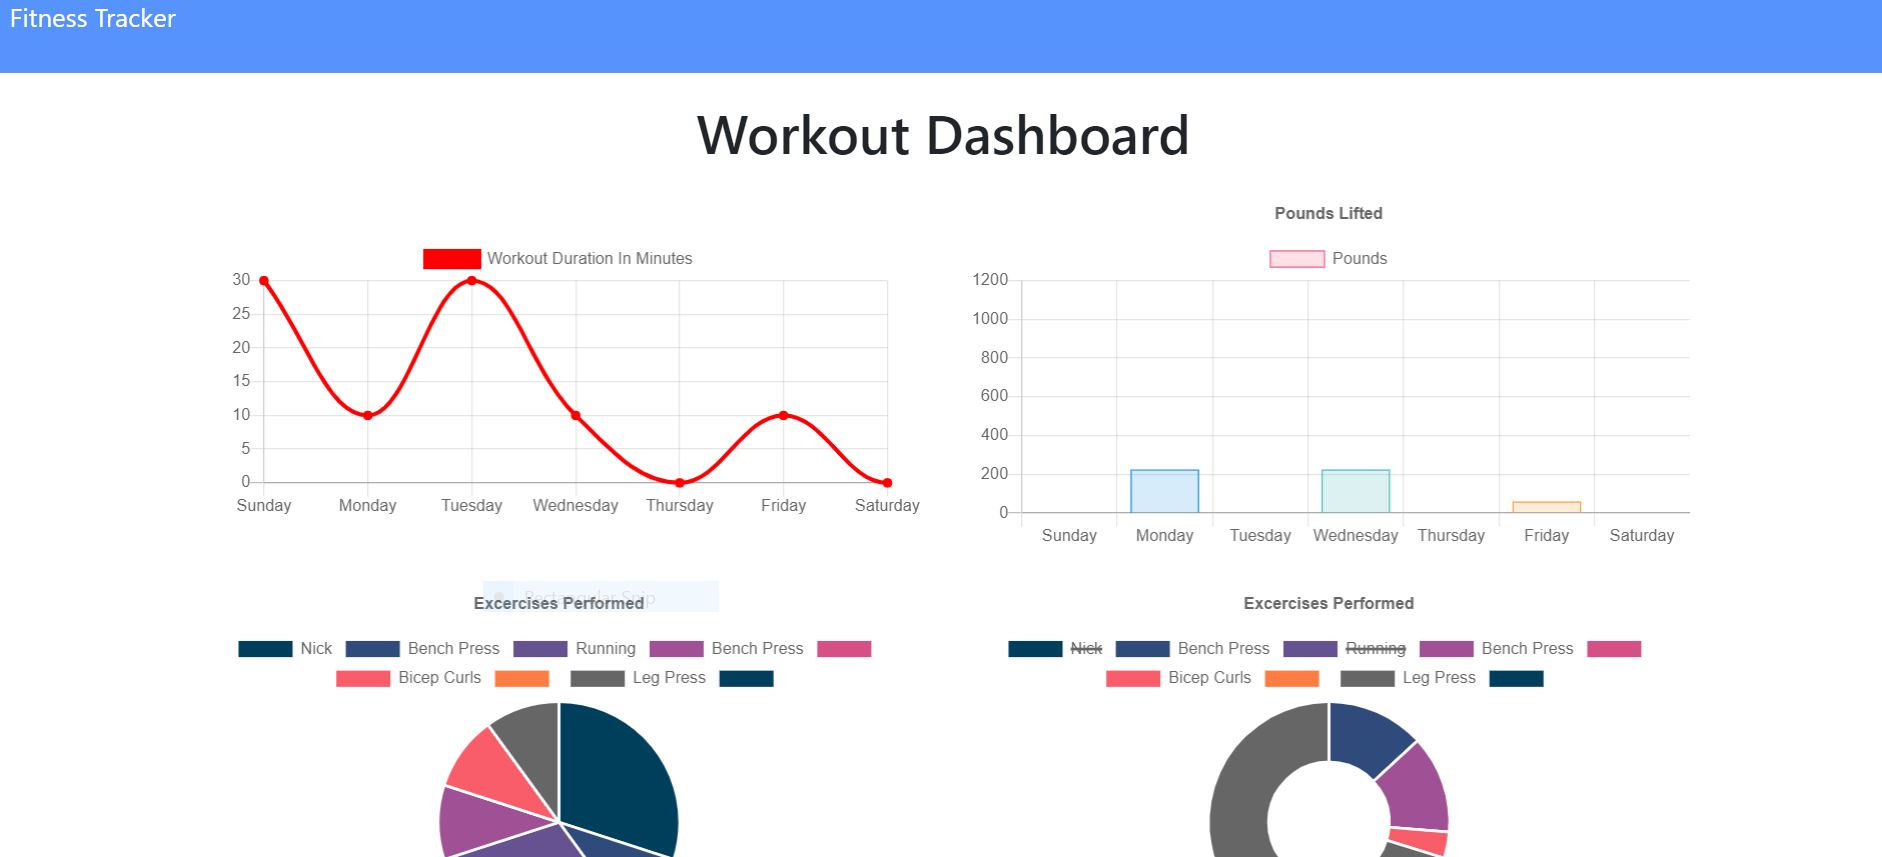 Fitness Tracker
Workout Dashboard
Workout Duration In Minutes
30
25
20
15
10
5
0
Sunday Monday Tuesday Wednesday Thursday Friday Saturday
Pounds Lifted
Pounds
1200
1000
800
600
400
200
0
Sunday Monday Tuesday Wednesday Thursday Friday Saturday
Rectangular Snip
Excercises Performed
Nick Bench Press Running Bench Press
Bicep Curls Leg Press
Excercises Performed
Nick Bench Press Running Bench Press
Bicep Curls Leg Press